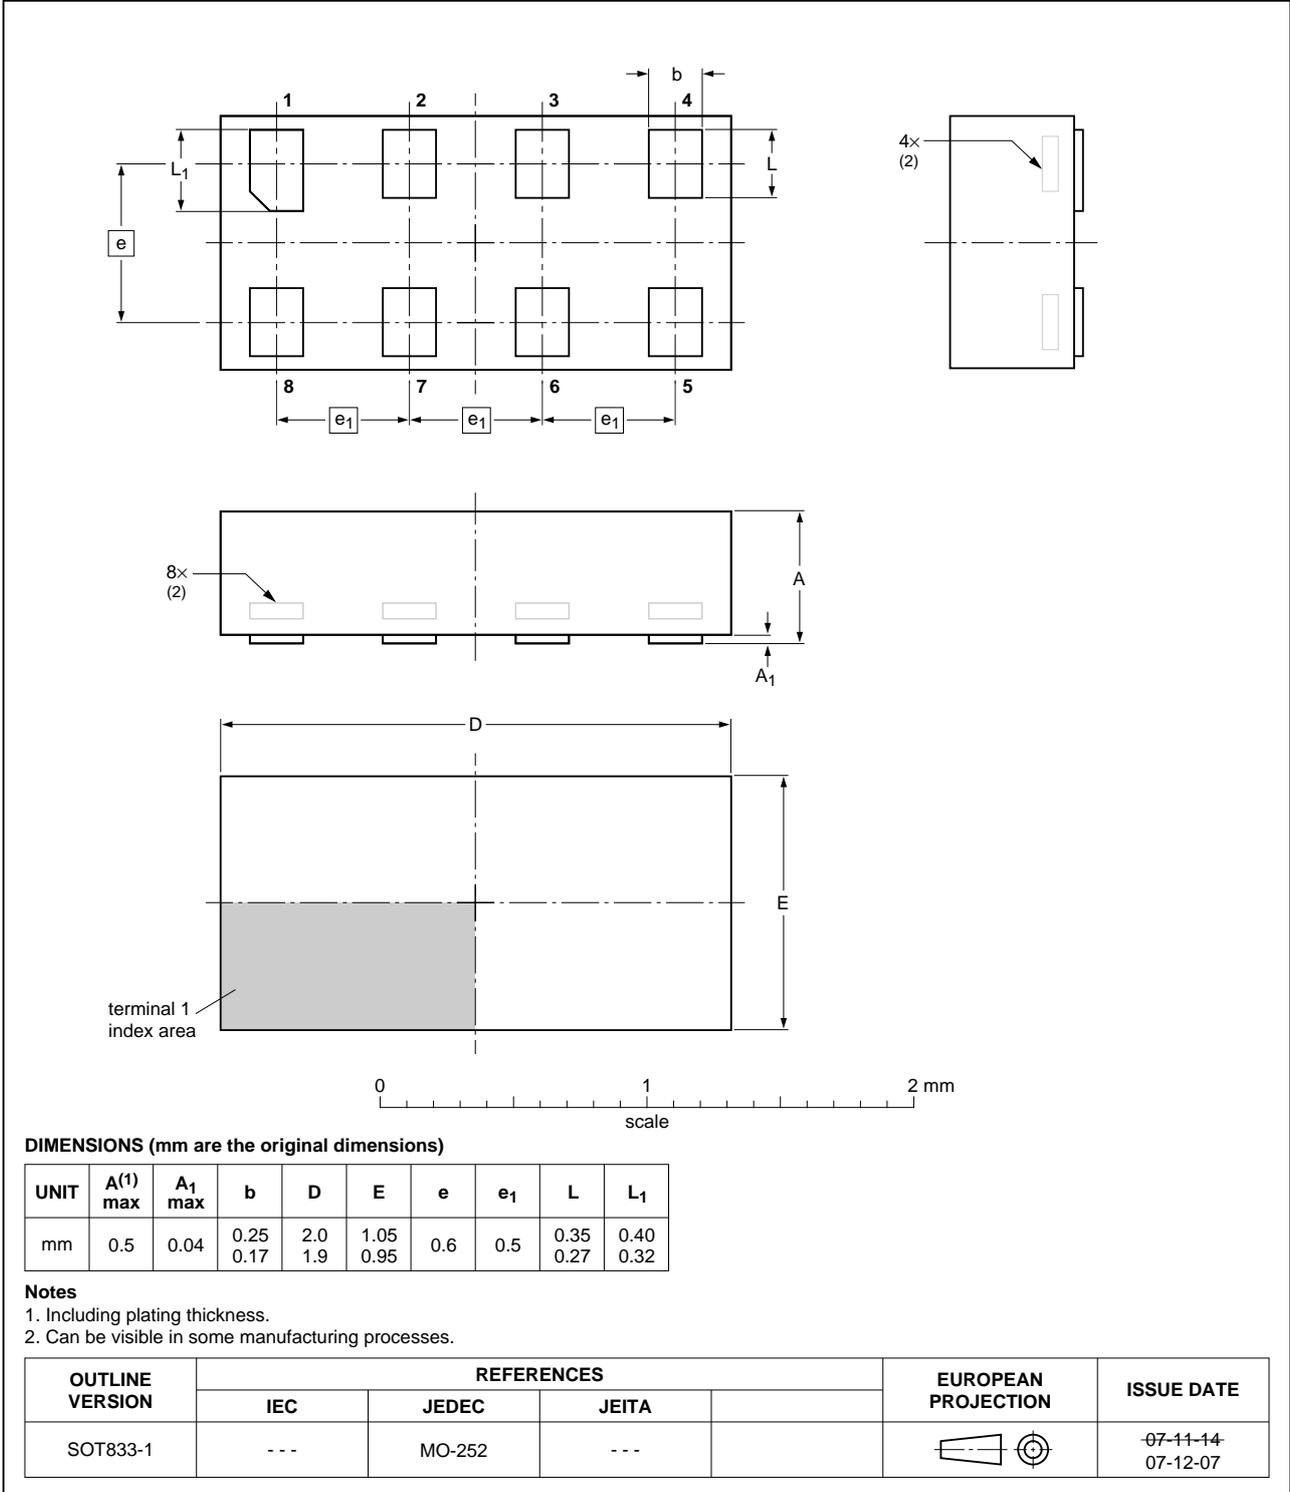 b
1 2 3 4
L1 L
e
8 7 6 5
e1 e1 e1
4×
(2)
8×
(2)
A
A1
D
E
terminal 1
index area
0 1 2 mm
scale
DIMENSIONS (mm are the original dimensions)
UNIT A(1) max A1 max b D E e e1 L L1
mm 0.5 0.04 0.25 0.17 2.0 1.9 1.05 0.95 0.6 0.5 0.35 0.27 0.40 0.32
Notes
1. Including plating thickness.
2. Can be visible in some manufacturing processes.
OUTLINE VERSION REFERENCES EUROPEAN PROJECTION ISSUE DATE
IEC JEDEC JEITA
SOT833-1 - - - MO-252 - - - 07-11-14
07-12-07